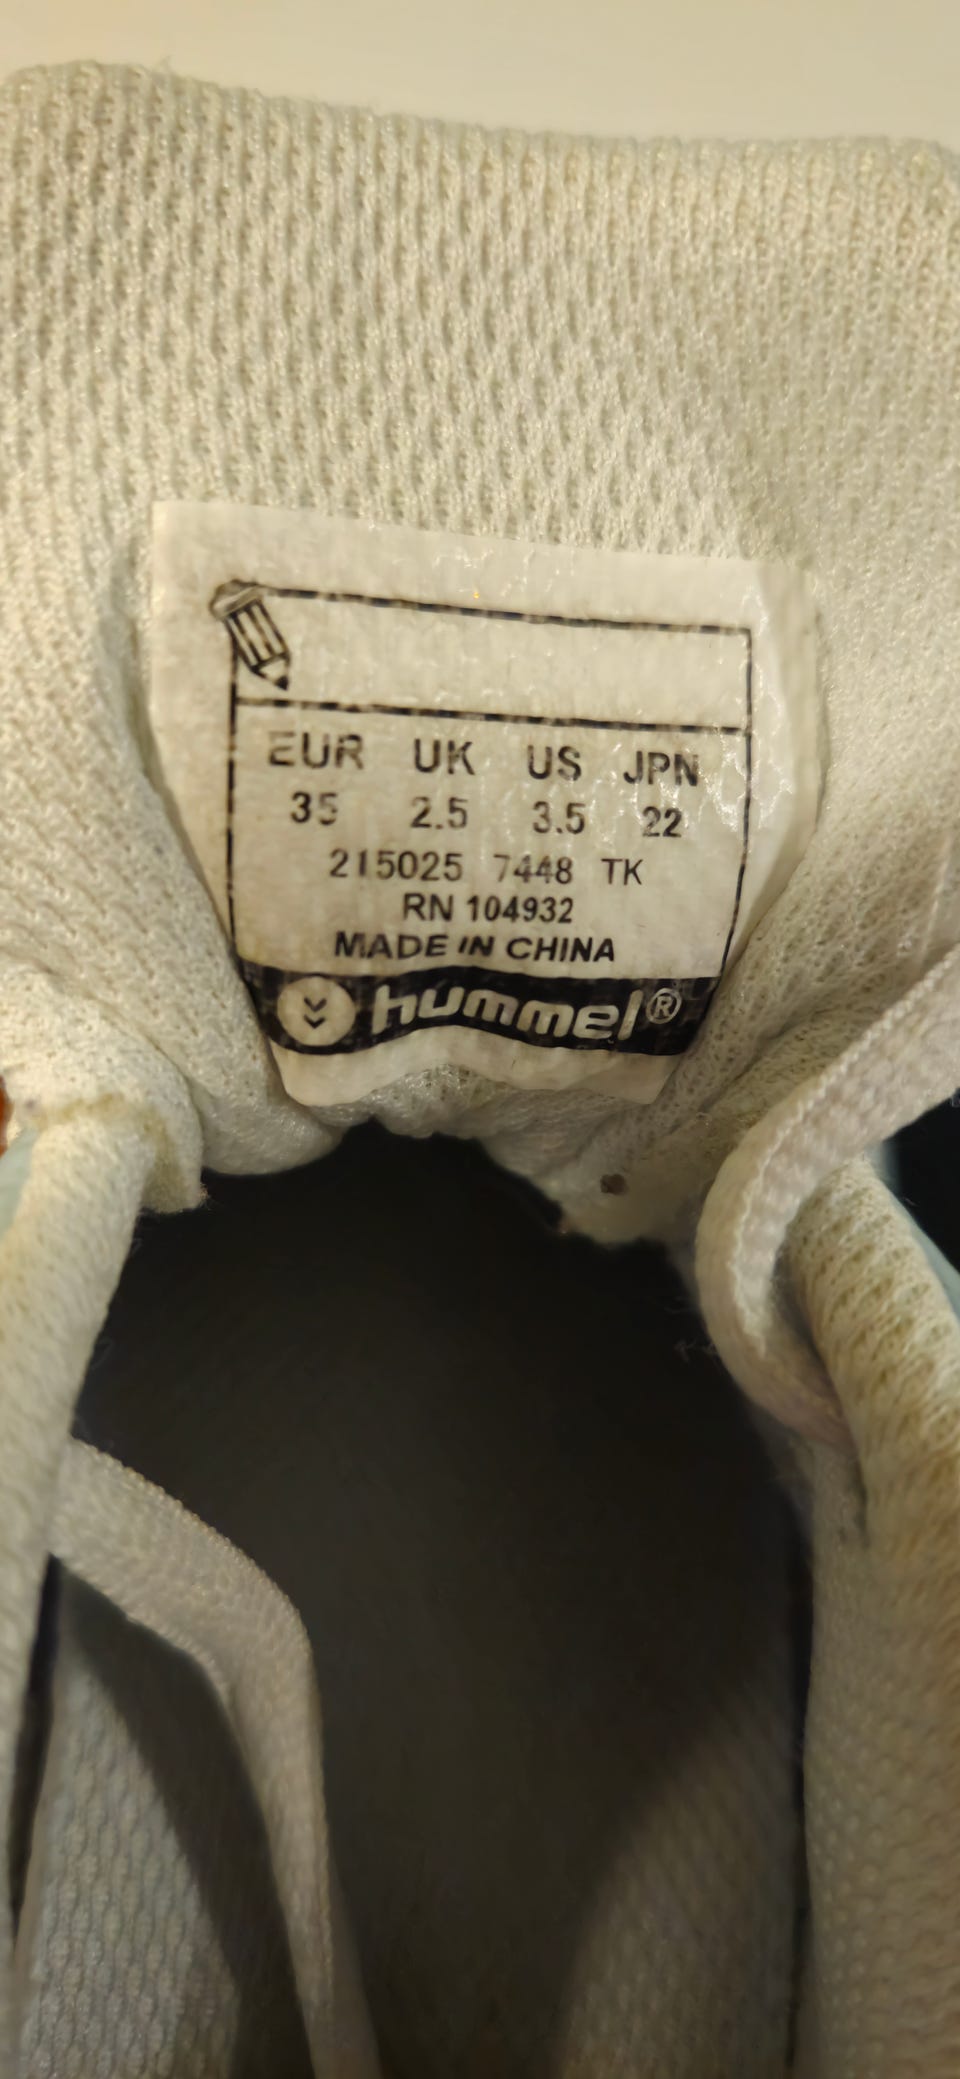 EUR UK US JPN
35 2.5 3.5 22
215025 7448 TK
RN 104932
MADE IN CHINA
hummel®